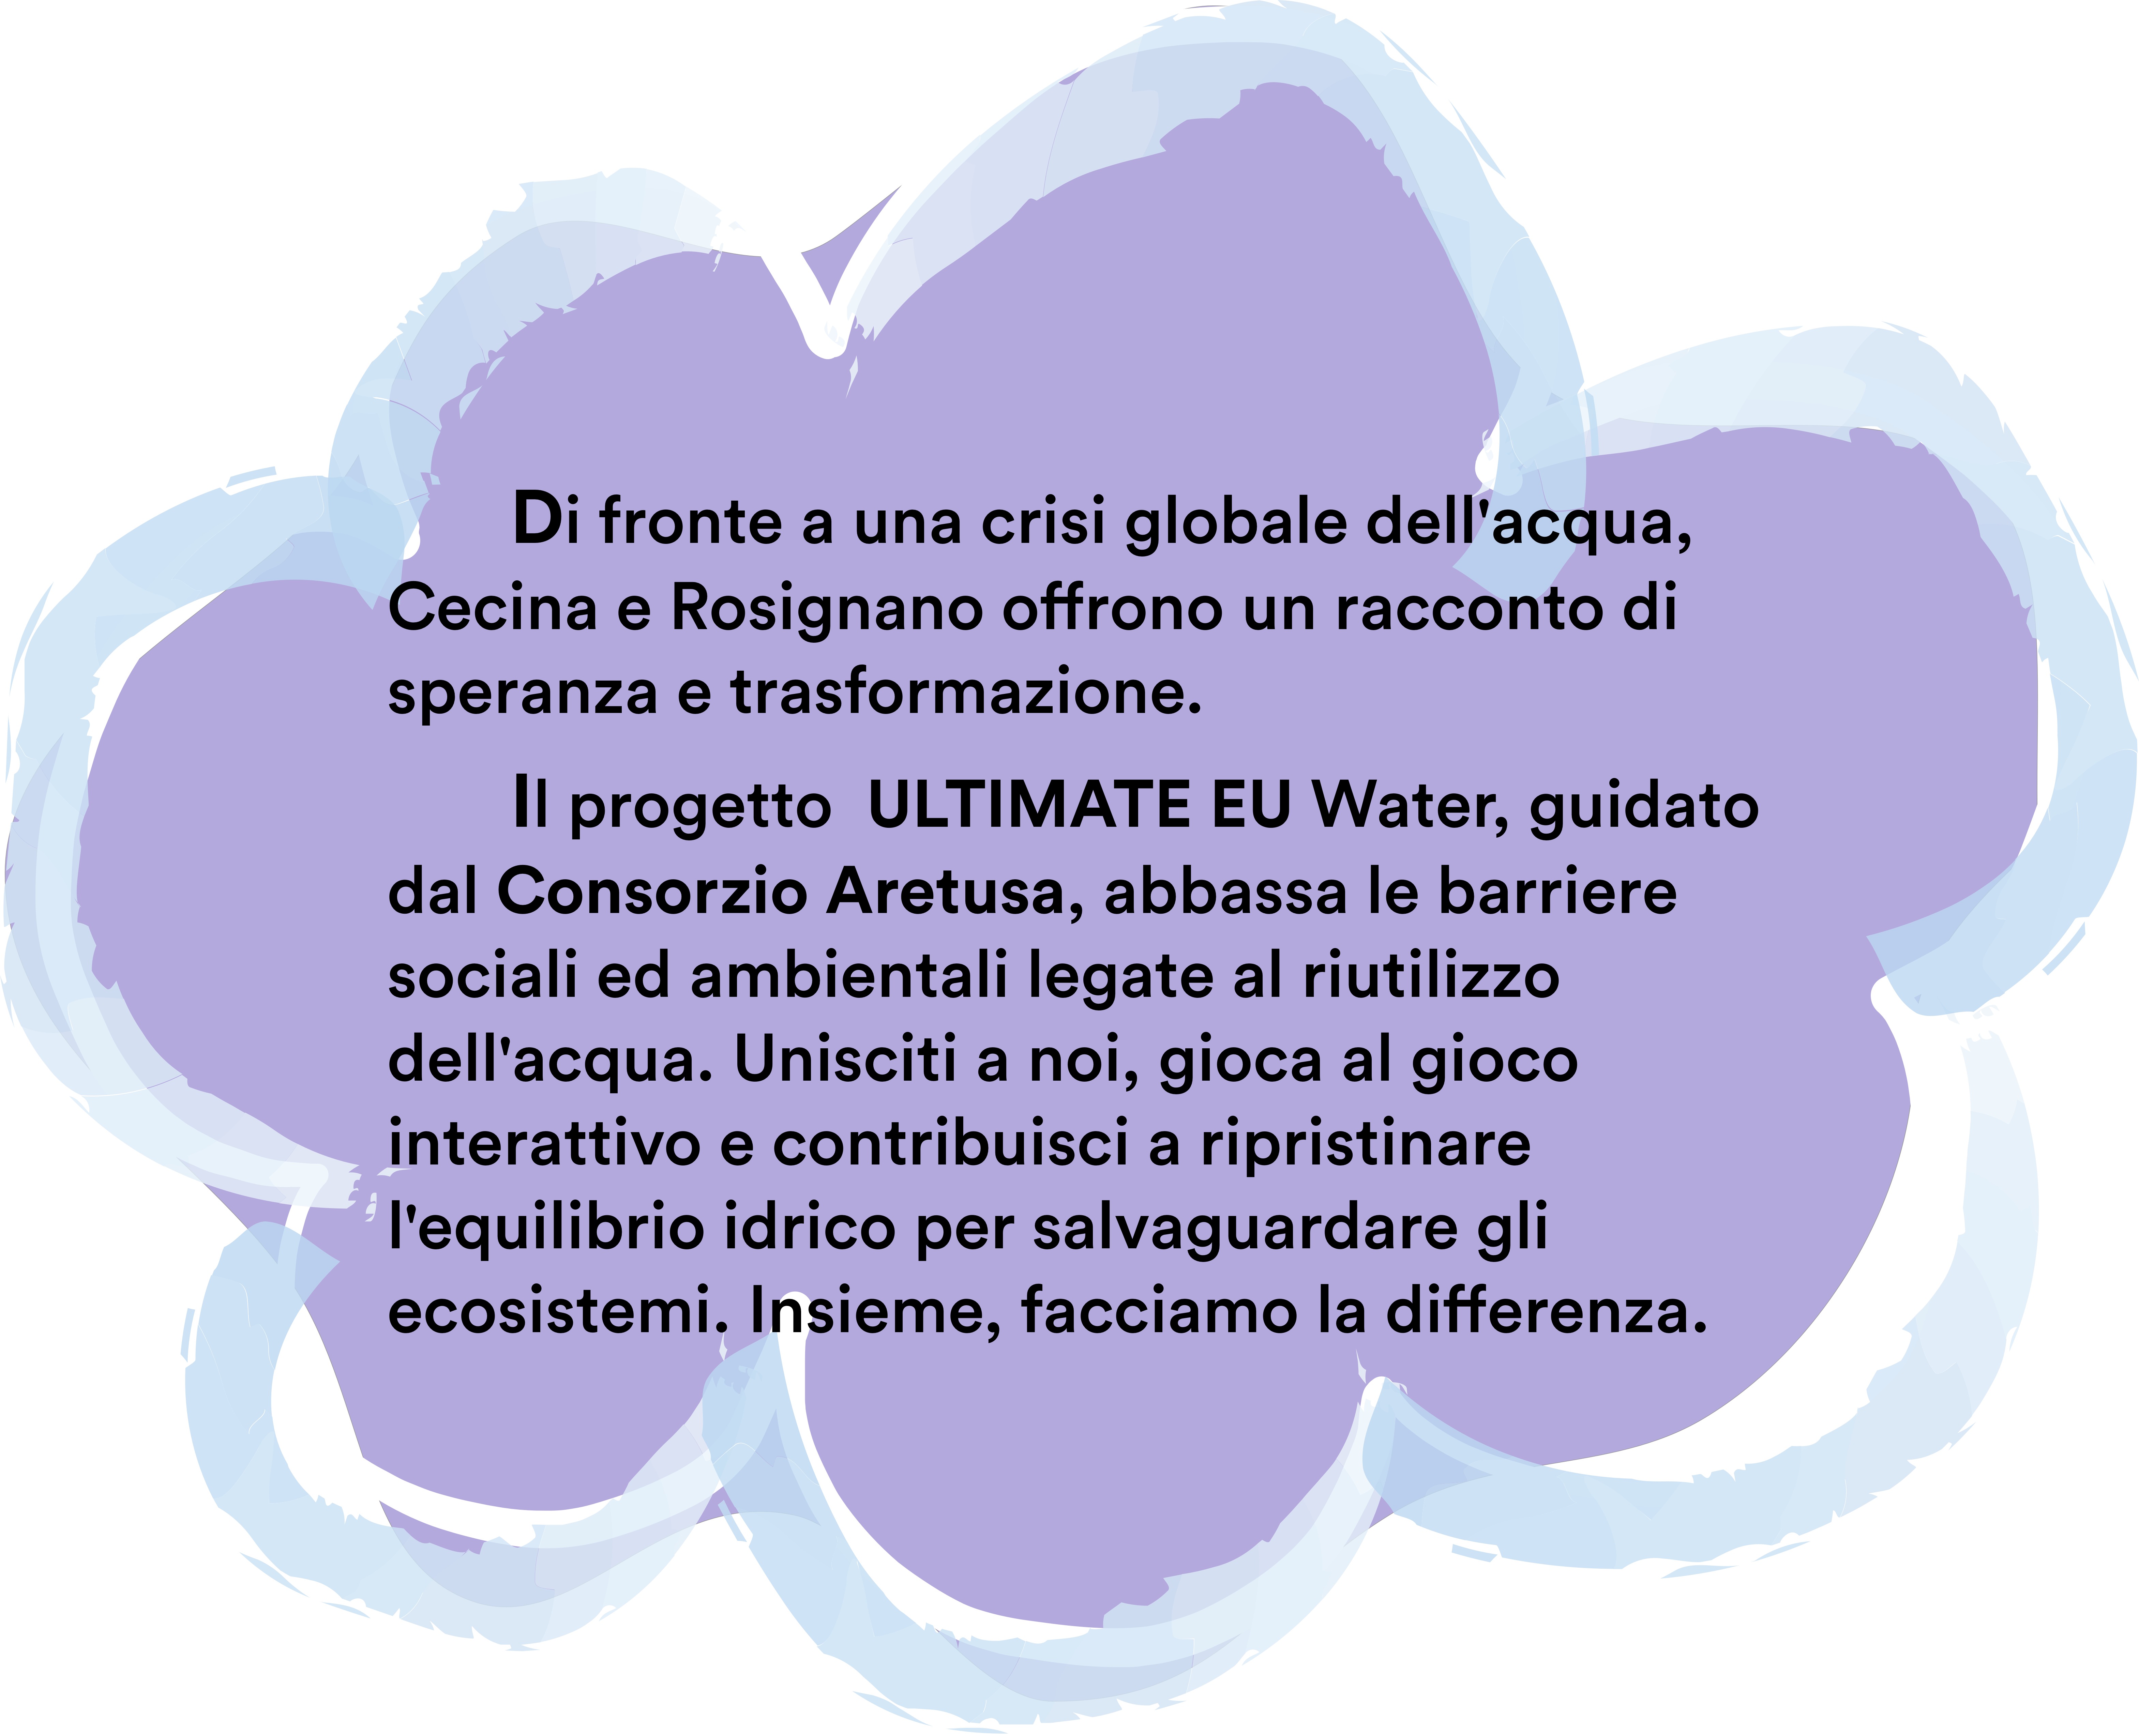 Di fronte a una crisi globale dell'acqua,
Cecina e Rosignano offrono un racconto di
speranza e trasformazione.
Il progetto ULTIMATE EU Water, guidato
dal Consorzio Aretusa, abbassa le barriere
sociali ed ambientali legate al riutilizzo
dell'acqua. Unisciti a noi, gioca al gioco
interattivo e contribuisci a ripristinare
l'equilibrio idrico per salvaguardare gli
ecosistemi. Insieme, facciamo la differenza.